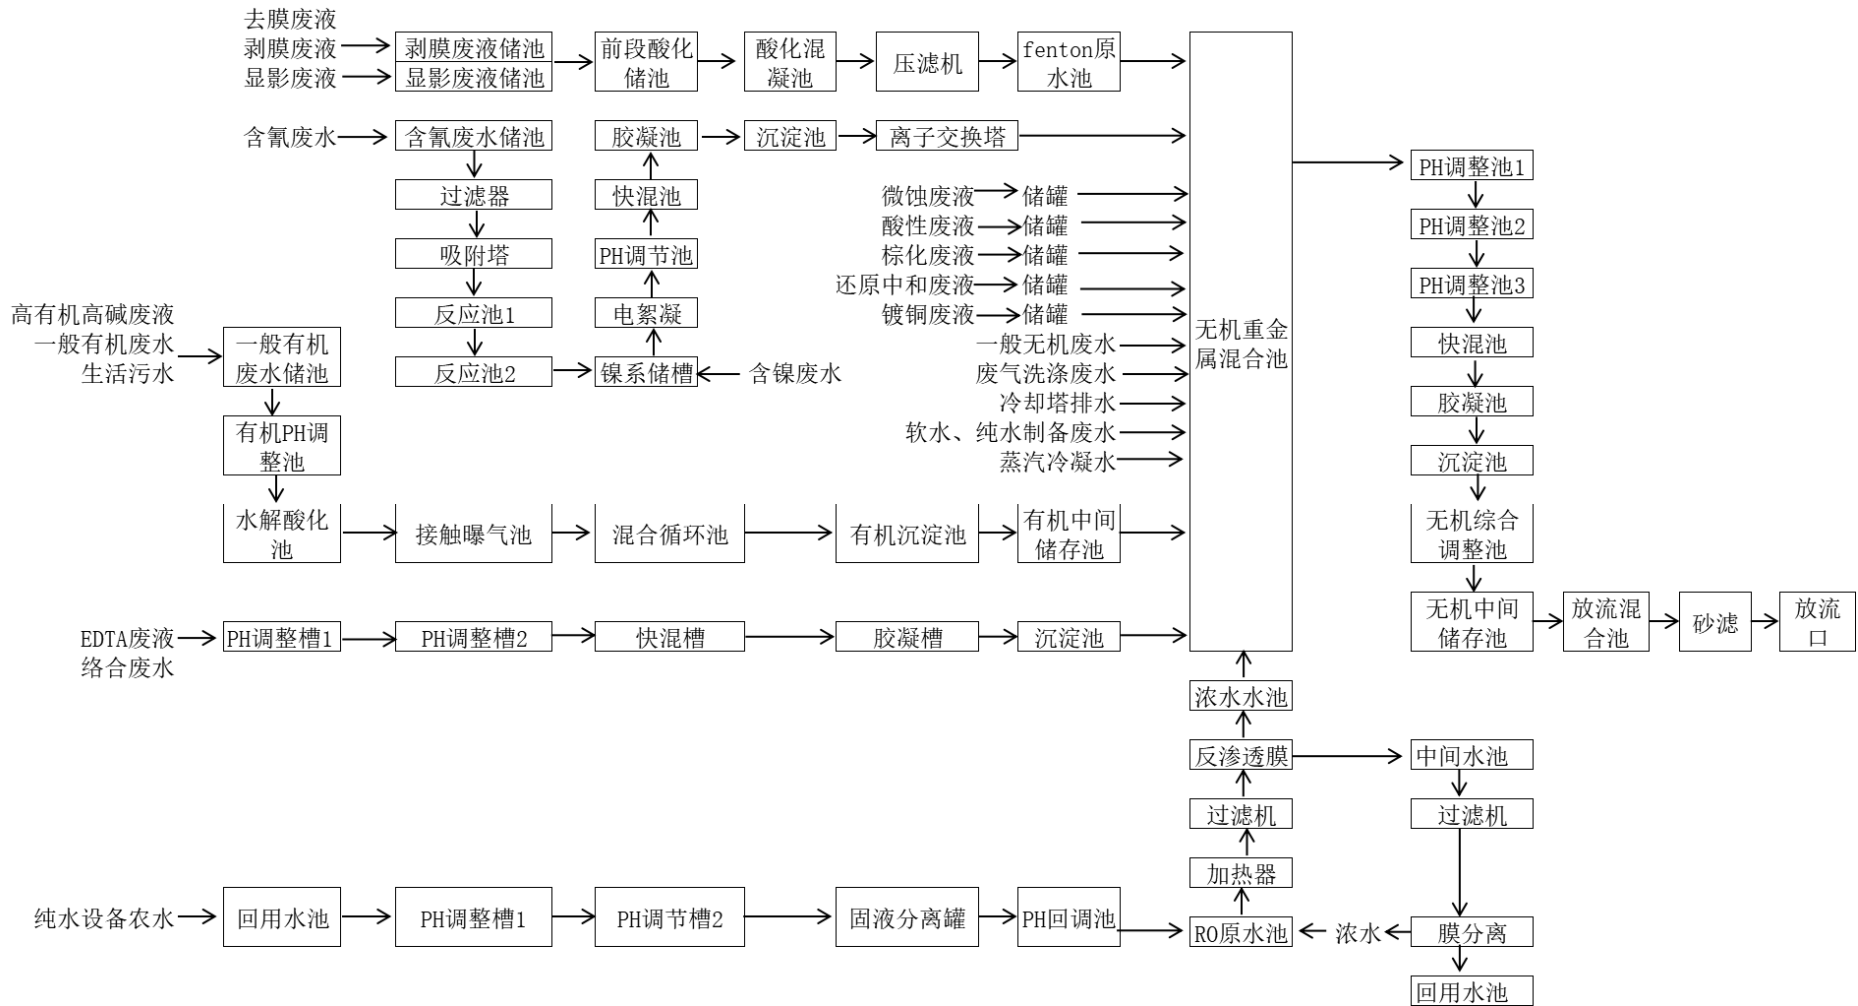 去膜废液
剥膜废液
显影废液
剥膜废液储池
显影废液储池
前段酸化
储池
酸化混
凝池
压滤机
fenton原
水池
含氰废水
含氰废水储池
胶凝池
沉淀池
离子交换塔
过滤器
快混池
吸附塔
PH调节池
反应池1
电絮凝
反应池2
镍系储槽
含镍废水
微蚀废液
储罐
酸性废液
储罐
棕化废液
储罐
还原中和废液
储罐
镀铜废液
储罐
一般无机废水
废气洗涤废水
冷却塔排水
软水、纯水制备废水
蒸汽冷凝水
无机重金
属混合池
PH调整池1
PH调整池2
PH调整池3
快混池
胶凝池
沉淀池
无机综合
调整池
无机中间
储存池
放流混
合池
砂滤
放流
口
高有机高碱废液
一般有机废水
生活污水
一般有机
废水储池
有机PH调
整池
水解酸化
池
接触曝气池
混合循环池
有机沉淀池
有机中间
储存池
EDTA废液
络合废水
PH调整槽1
PH调整槽2
快混槽
胶凝槽
沉淀池
浓水水池
反渗透膜
中间水池
过滤机
过滤机
加热器
纯水设备农水
回用水池
PH调整槽1
PH调节槽2
固液分离罐
PH回调池
RO原水池
浓水
膜分离
回用水池